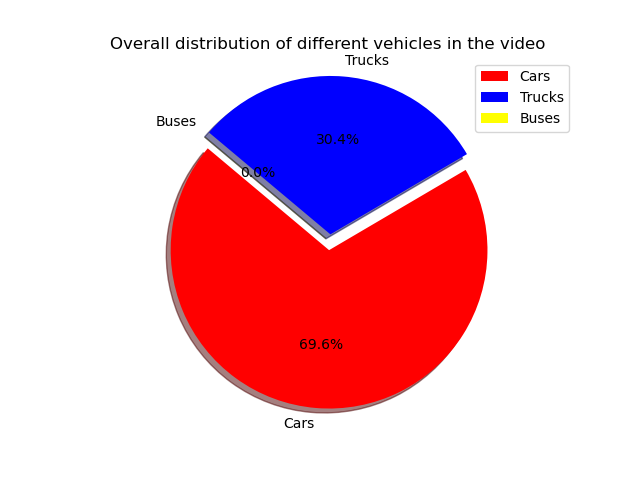 Overall distribution of different vehicles in the video
Trucks
Cars
Trucks
Buses
Buses
30.4%
0.0%
69.6%
Cars